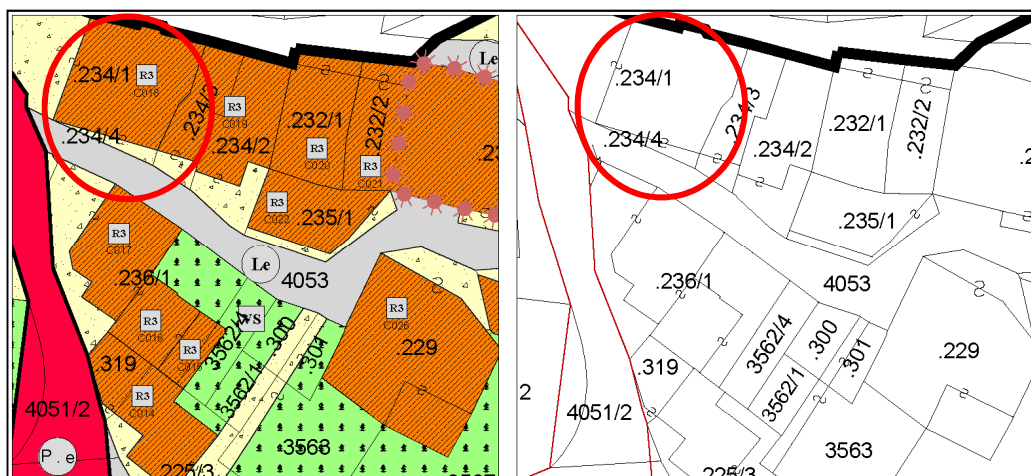 Le
.234/1
R3
C018
.234/3
R3
C019
.232/1
.232/2
.23
.234/4
.234/2
R3
C020
R3
C021
R3
C022
.235/1
R3
C017
Le
4053
.236/1
R3
C016
VS
R3
C026
3562/4
.300
.301
R3
C015
.319
.229
3562/1
R3
C014
4051/2
P. e
3563
225/3
.234/1
.234/3
.232/1
.232/2
.23
.234/4
.234/2
.235/1
.236/1
4053
3562/4
.300
.301
.319
.229
3562/1
2
4051/2
3563
225/3